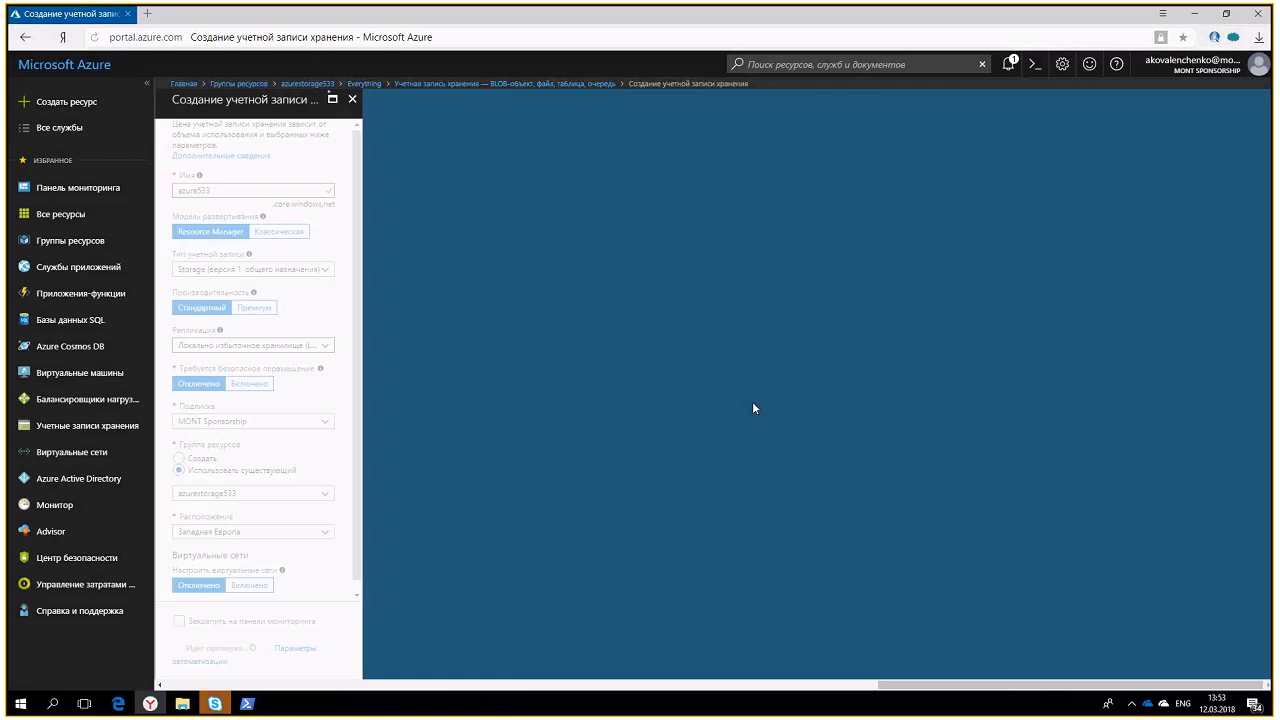 Создание учетной запис
Я
portal.azure.com Создание учетной записи хранения - Microsoft Azure
Microsoft Azure
Поиск ресурсов, служб и документов
1
akovalenchenko@mo...
MONT SPONSORSHIP
Главная
Группы ресурсов
azurestorage533
Everything
Учетная запись хранения — BLOB-объект, файл, таблица, очередь
Создание учетной записи хранения
Создать ресурс
Все службы
ИЗБРАННОЕ
Панель мониторинга
Все ресурсы
Группы ресурсов
Службы приложений
Приложения-функции
Базы данных SQL
Azure Cosmos DB
Виртуальные машины
Балансировщики нагруз...
Учетные записи хранения
Виртуальные сети
Azure Active Directory
Монитор
Advisor
Центр безопасности
Управление затратами ...
Справка и поддержка
Создание учетной записи ...
Цена учетной записи хранения зависит от
объема использования и выбранных ниже
параметров.
Дополнительные сведения
* Имя
azure533
.core.windows.net
Модель развертывания
Resource Manager Классическая
Тип учетной записи
Storage (версия 1 общего назначения)
Производительность
Стандартный Премиум
Репликация
Локально избыточное хранилище (L...
* Требуется безопасное перемещение.
Отключено Включено
* Подписка
MONT Sponsorship
* Группа ресурсов
Создать
Использовать существующий
azurestorage533
* Расположение
Западная Европа
Виртуальные сети
Настроить виртуальные сети
Отключено Включено
Закрепить на панели мониторинга
Идет проверка... Параметры
автоматизации
ENG
13:53
12.03.2018
34